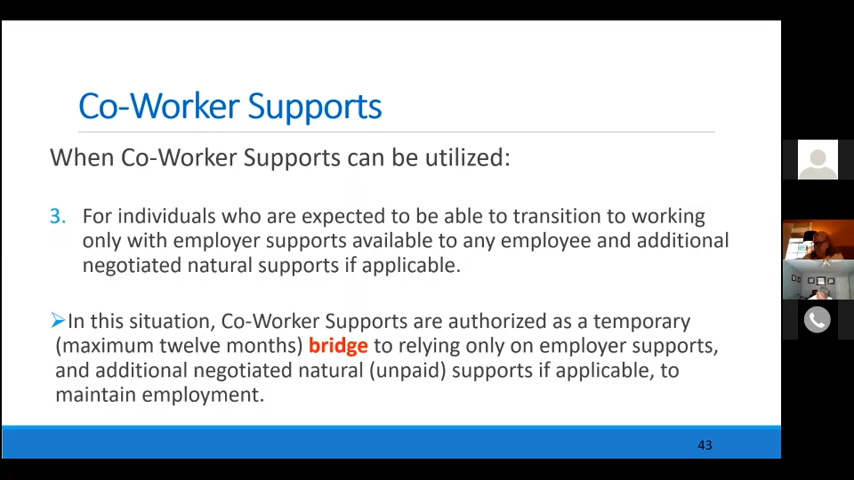 Co-Worker Supports
When Co-Worker Supports can be utilized:
3. For individuals who are expected to be able to transition to working
only with employer supports available to any employee and additional
negotiated natural supports if applicable.
➢In this situation, Co-Worker Supports are authorized as a temporary
(maximum twelve months) bridge to relying only on employer supports,
and additional negotiated natural (unpaid) supports if applicable, to
maintain employment.
43